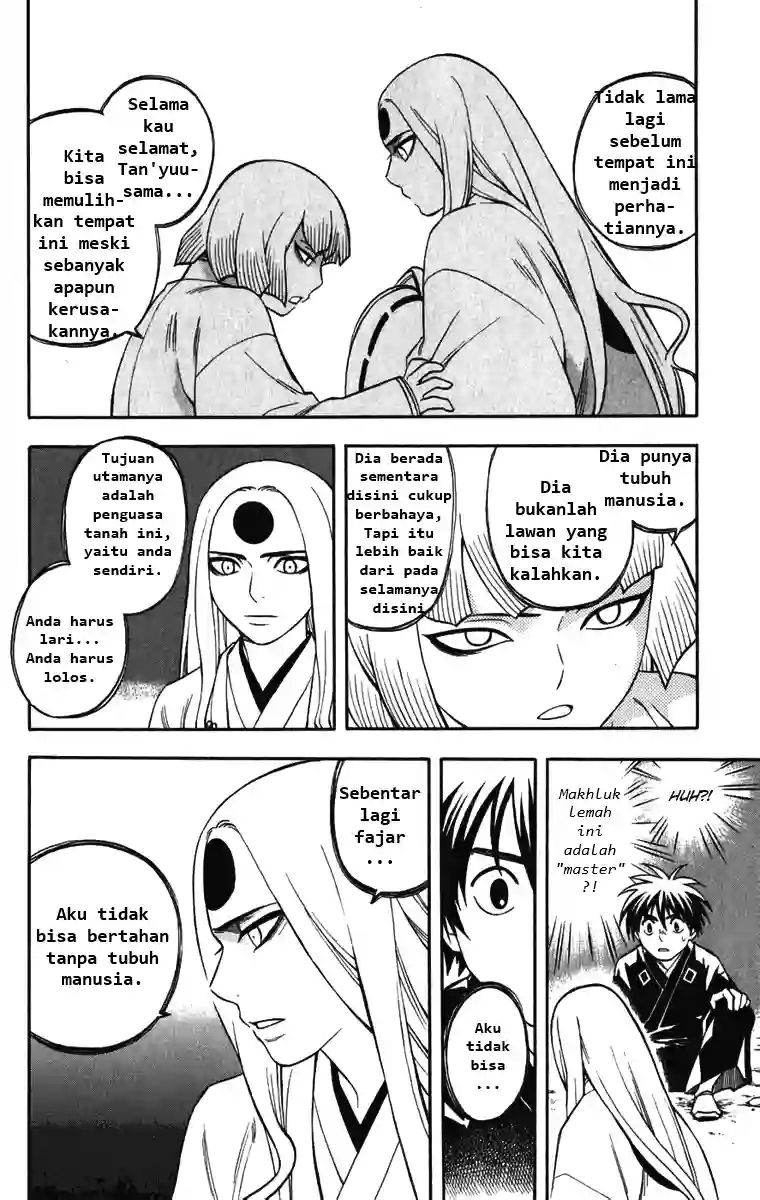 Tidak lama
lagi
sebelum
tempat ini
menjadi
perha-
tiannya.
Selama
kau
selamat,
Tan'yuu-
sama...
Kita
bisa
memulih-
kan tempat
ini meski
sebanyak
apapun
kerusa-
kannya.
Dia punya
tubuh
manusia.
Dia
bukanlah
lawan yang
bisa kita
kalahkan.
Dia berada
sementara
disini cukup
berbahaya,
Tapi itu
lebih baik
dari pada
selamanya
disini
Tujuan
utamanya
adalah
penguasa
tanah ini,
yaitu anda
sendiri.
Anda harus
lari...
Anda harus
lolos.
HUH?!
Makhluk
lemah
ini
adalah
"master"
?!
Aku
tidak
bisa
...
Sebentar
lagi
fajar
...
Aku tidak
bisa bertahan
tanpa tubuh
manusia.